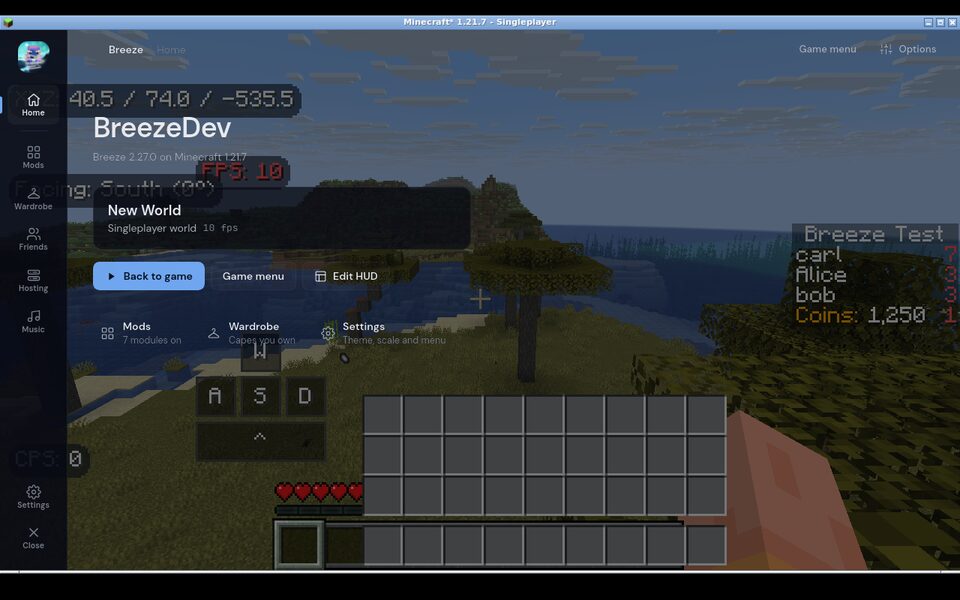 Minecraft* 1.21.7 - Singleplayer
Breeze Home
Game menu
Options
Home
40.5 / 74.0 / -535.5
BreezeDev
Breeze 2.27.0 on Minecraft 1.21.7
FPS: 10
Mods
Facing: South (0°)
Wardrobe
New World
Singleplayer world 10 fps
Friends
Breeze Test
carl 7
Alice 3
bob 3
Coins: 1,250 1
Back to game
Game menu
Edit HUD
Hosting
Music
Mods
7 modules on
Wardrobe
Capes you own
Settings
Theme, scale and menu
W
A S D
^
CPS: 0
Settings
Close